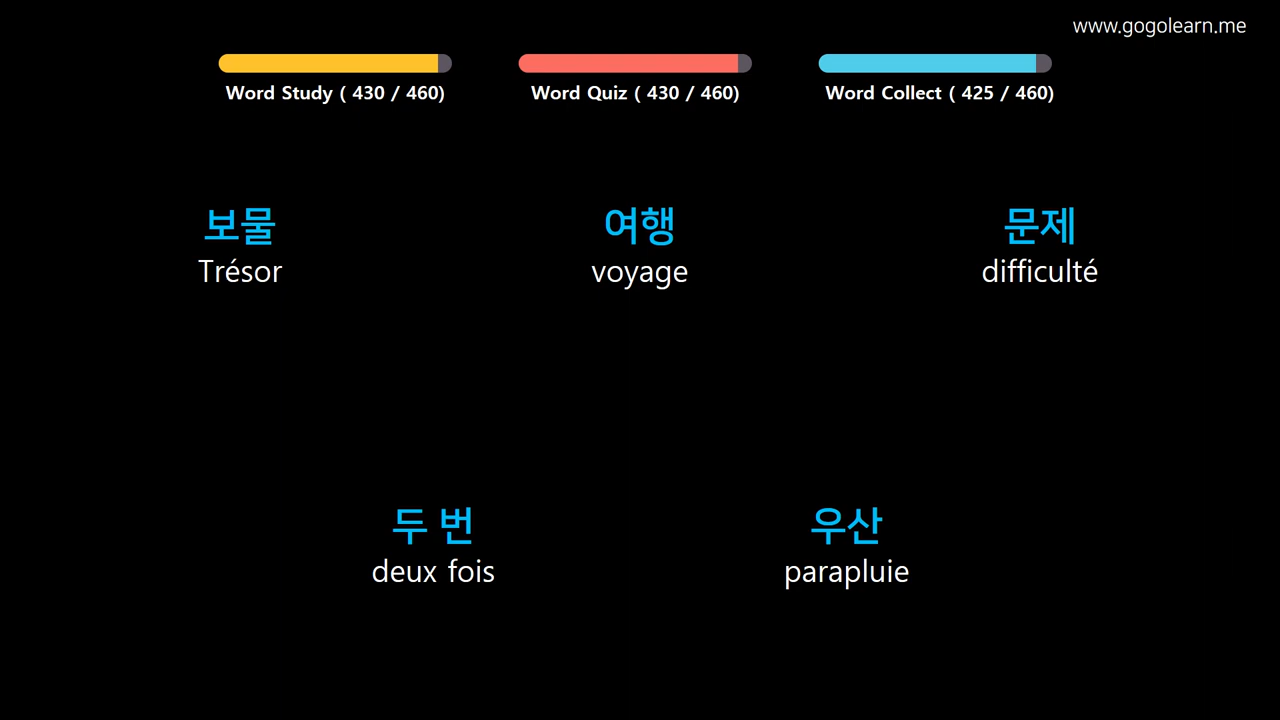 www.gogolearn.me
Word Study ( 430 / 460)
Word Quiz ( 430 / 460)
Word Collect ( 425 / 460)
보물
Trésor
여행
voyage
문제
difficulté
두 번
deux fois
우산
parapluie